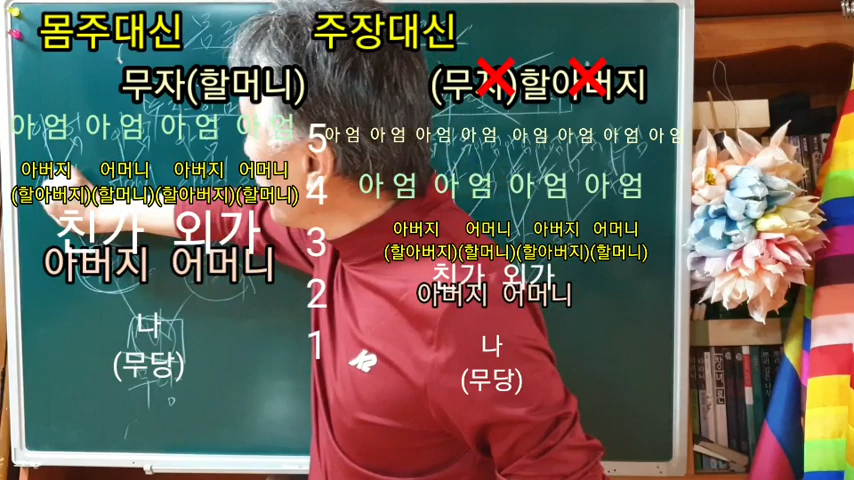 몸주대신
무자(할머니)
아 엄 아 엄 아 엄 아 엄
아버지 어머니 아버지 어머니
(할아버지)(할머니)(할아버지)(할머니)
친가 외가
아버지 어머니
나
(무당)
5
4
3
2
1
주장대신
(무자)할아버지
아 엄 아 엄 아 엄 아 엄 아 엄 아 엄 아 엄 아 엄
아 엄 아 엄 아 엄 아 엄
아버지 어머니 아버지 어머니
(할아버지)(할머니)(할아버지)(할머니)
친가 외가
아버지 어머니
나
(무당)
K2